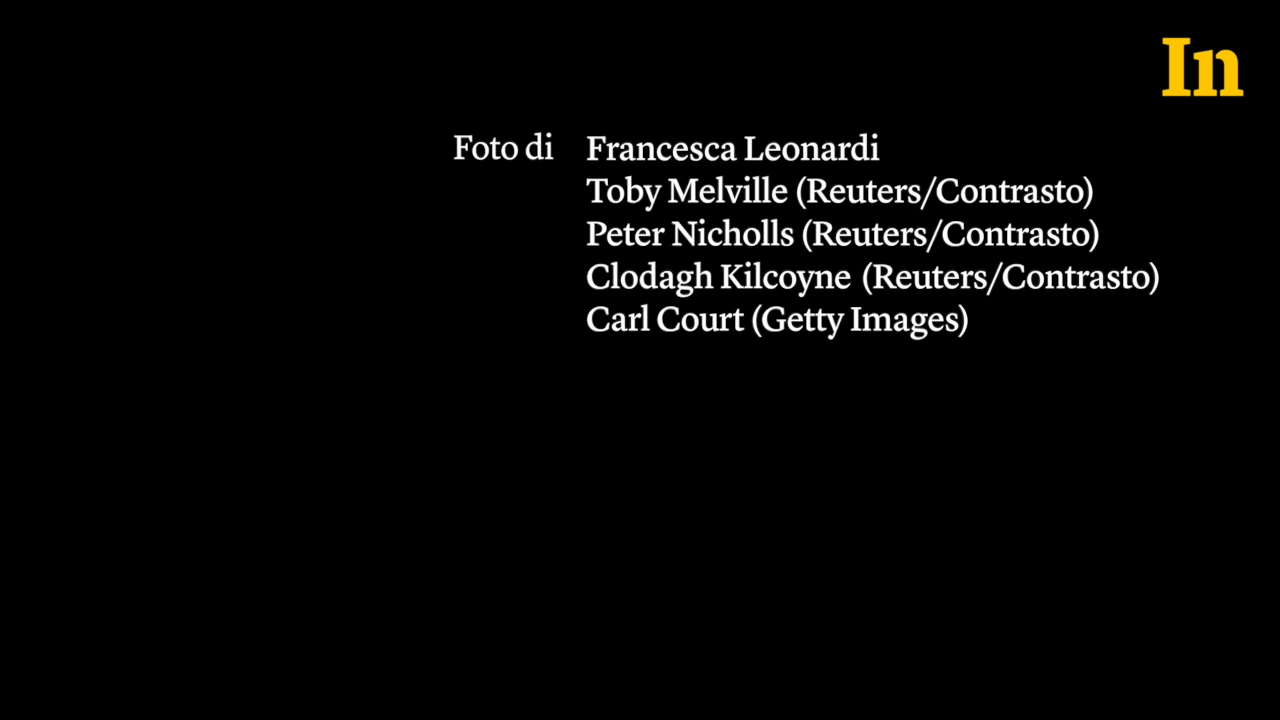 In
Foto di Francesca Leonardi
Toby Melville (Reuters/Contrasto)
Peter Nicholls (Reuters/Contrasto)
Clodagh Kilcoyne (Reuters/Contrasto)
Carl Court (Getty Images)